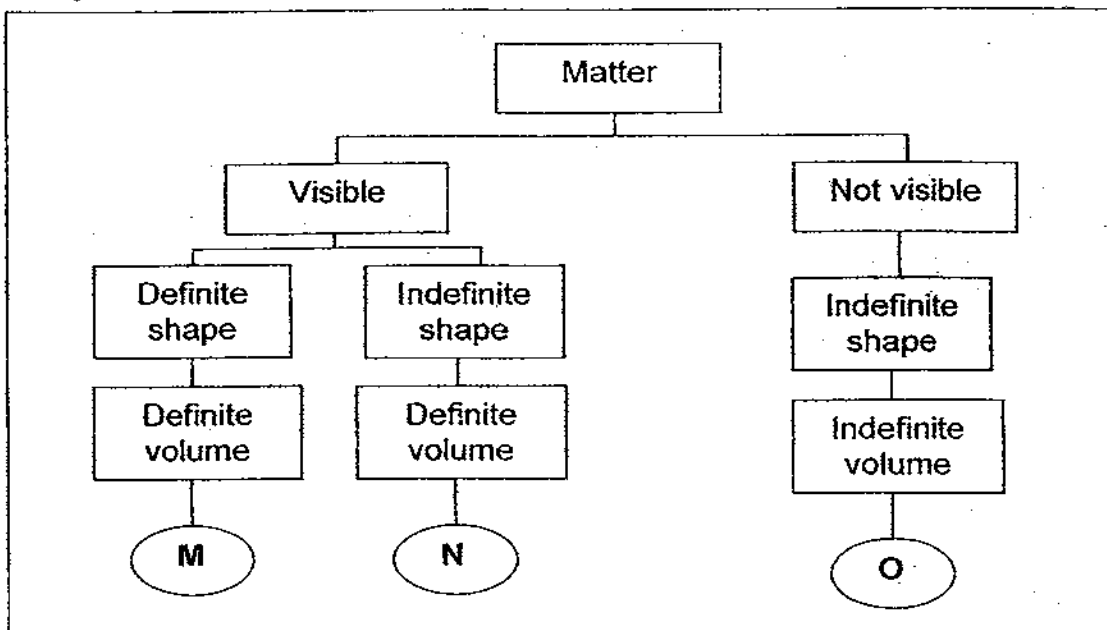 Matter
Visible
Not visible
Definite
shape
Indefinite
shape
Indefinite
shape
Definite
volume
Definite
volume
Indefinite
volume
M
N
O